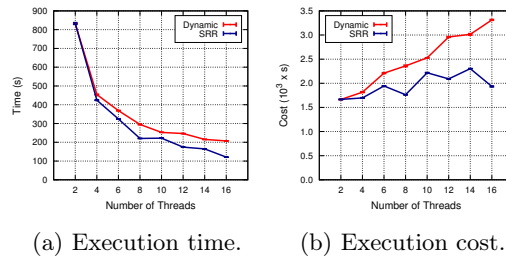 900
800
700
600
500
400
300
200
100
0
Time (s)
Dynamic
SRR
2 4 6 8 10 12 14 16
Number of Threads
(a) Execution time.
3.5
3.0
2.5
2.0
1.5
1.0
0.5
0.0
Cost (10³ x s)
Dynamic
SRR
2 4 6 8 10 12 14 16
Number of Threads
(b) Execution cost.